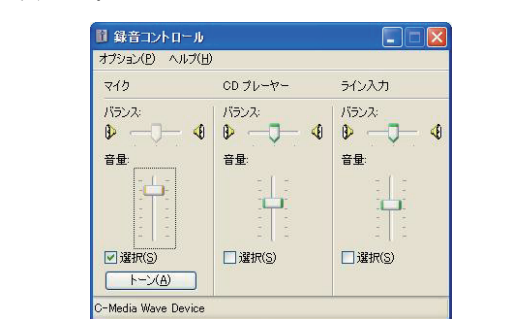 録音コントロール
オプション(P) ヘルプ(H)
マイク CD プレーヤー ライン入力
バランス: バランス: バランス:
音量: 音量: 音量:
選択(S) 選択(S) 選択(S)
トーン(A)
C-Media Wave Device